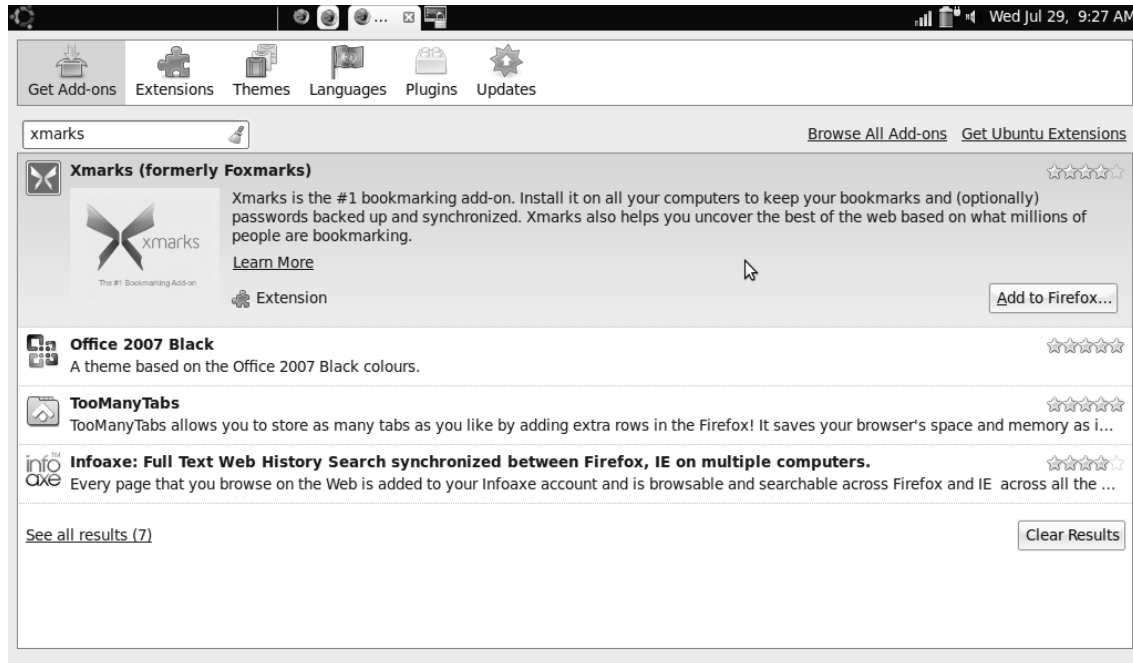 ... Wed Jul 29, 9:27 AM
Get Add-ons Extensions Themes Languages Plugins Updates
xmarks Browse All Add-ons Get Ubuntu Extensions
Xmarks (formerly Foxmarks)
Xmarks is the #1 bookmarking add-on. Install it on all your computers to keep your bookmarks and (optionally)
passwords backed up and synchronized. Xmarks also helps you uncover the best of the web based on what millions of
people are bookmarking.
xmarks
The #1 Bookmarking Add-on
Learn More
Extension Add to Firefox...
Office 2007 Black
A theme based on the Office 2007 Black colours.
TooManyTabs
TooManyTabs allows you to store as many tabs as you like by adding extra rows in the Firefox! It saves your browser's space and memory as i...
info axe™
Infoaxe: Full Text Web History Search synchronized between Firefox, IE on multiple computers.
Every page that you browse on the Web is added to your Infoaxe account and is browsable and searchable across Firefox and IE across all the ...
See all results (7) Clear Results